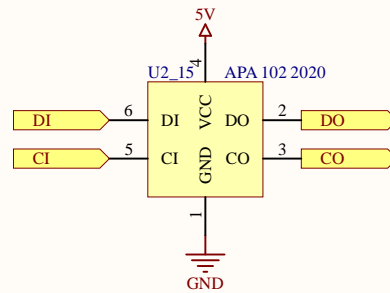 5V
U2_15 APA 102 2020
4
DI 6 DI VCC DO 2 DO
CI 5 CI GND CO 3 CO
1
GND